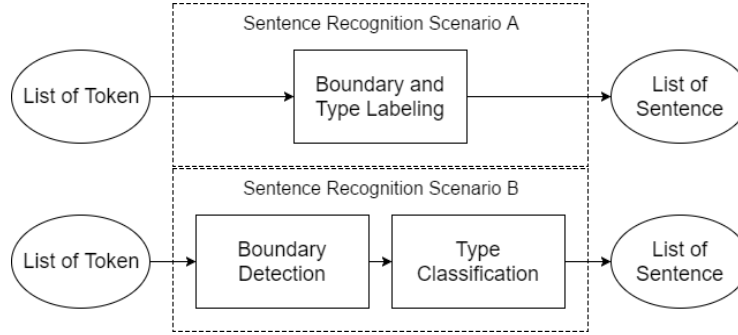 Sentence Recognition Scenario A
List of Token
Boundary and
Type Labeling
List of
Sentence
Sentence Recognition Scenario B
List of Token
Boundary
Detection
Type
Classification
List of
Sentence